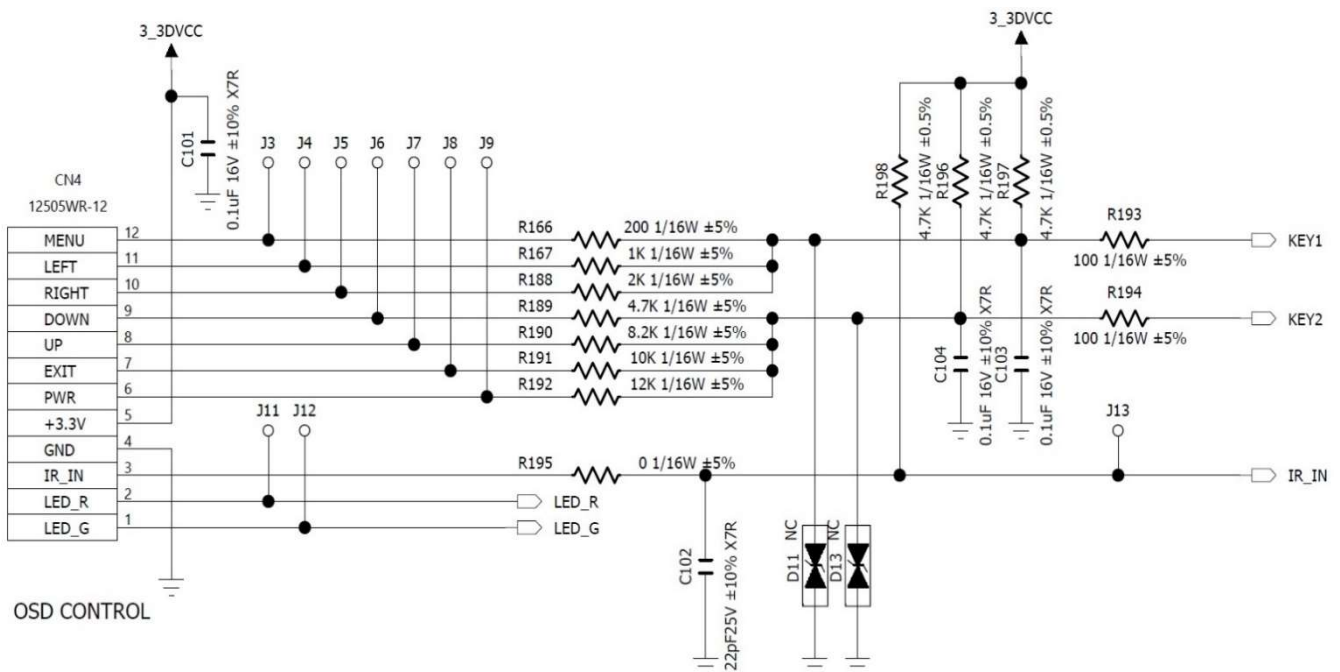 3_3DVCC
3_3DVCC
C101
0.1uF 16V ±10% X7R
J3
J4
J5
J6
J7
J8
J9
R198
4.7K 1/16W ±0.5%
R196
4.7K 1/16W ±0.5%
R197
4.7K 1/16W ±0.5%
CN4
12505WR-12
MENU 12
LEFT 11
RIGHT 10
DOWN 9
UP 8
EXIT 7
PWR 6
+3.3V 5
GND 4
IR_IN 3
LED_R 2
LED_G 1
R166 200 1/16W ±5%
R167 1K 1/16W ±5%
R188 2K 1/16W ±5%
R189 4.7K 1/16W ±5%
R190 8.2K 1/16W ±5%
R191 10K 1/16W ±5%
R192 12K 1/16W ±5%
R193
100 1/16W ±5%
KEY1
R194
100 1/16W ±5%
KEY2
C104
0.1uF 16V ±10% X7R
C103
0.1uF 16V ±10% X7R
J11
J12
J13
R195 0 1/16W ±5%
IR_IN
LED_R
LED_G
C102
22pF25V ±10% X7R
D11 NC
D13 NC
OSD CONTROL